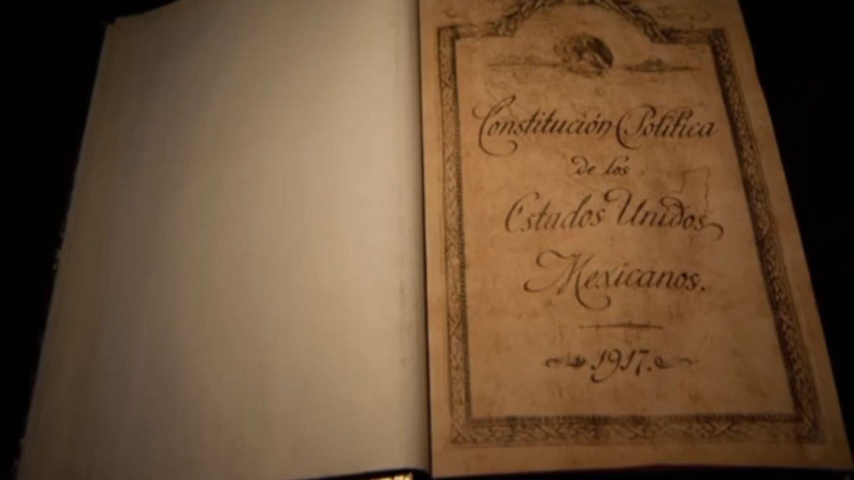 Constitución Política
de los
Estados Unidos
Mexicanos.
1917.